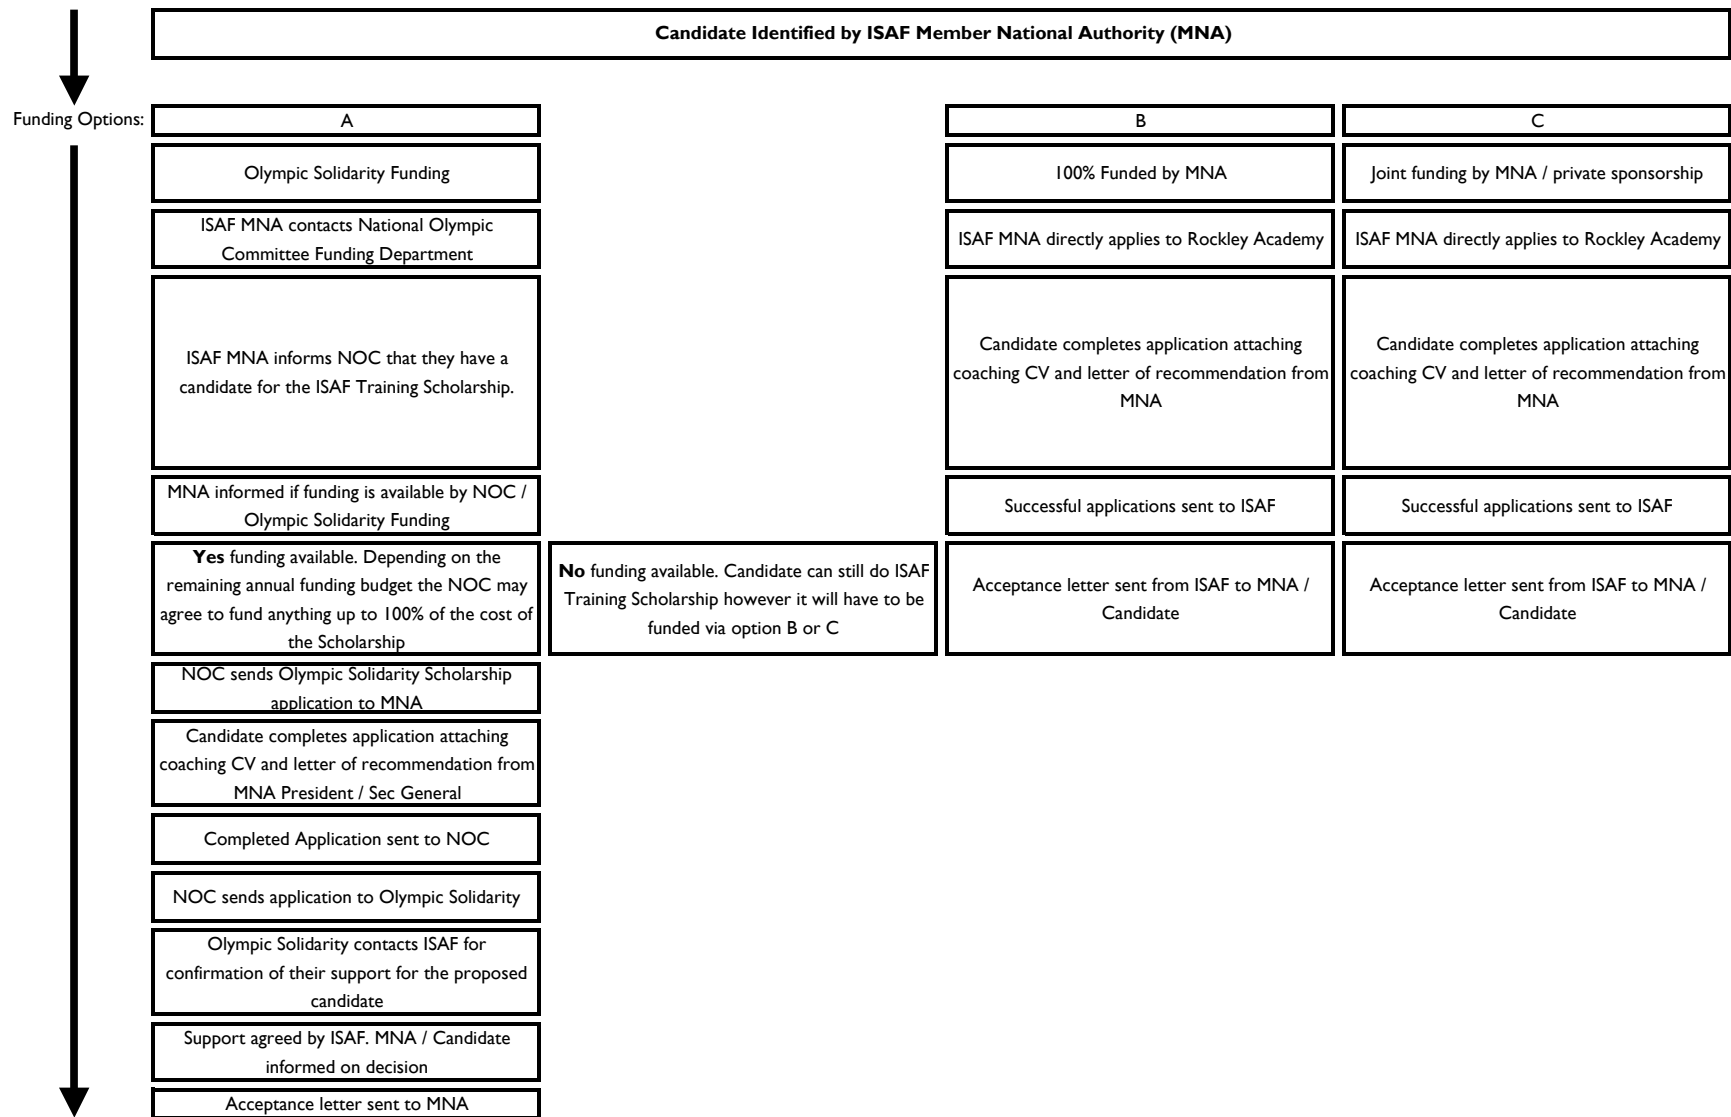 Candidate Identified by ISAF Member National Authority (MNA)
Funding Options:
A
B
C
Olympic Solidarity Funding
100% Funded by MNA
Joint funding by MNA / private sponsorship
ISAF MNA contacts National Olympic
Committee Funding Department
ISAF MNA directly applies to Rockley Academy
ISAF MNA directly applies to Rockley Academy
ISAF MNA informs NOC that they have a
candidate for the ISAF Training Scholarship.
Candidate completes application attaching
coaching CV and letter of recommendation from
MNA
Candidate completes application attaching
coaching CV and letter of recommendation from
MNA
MNA informed if funding is available by NOC /
Olympic Solidarity Funding
Successful applications sent to ISAF
Successful applications sent to ISAF
Yes funding available. Depending on the
remaining annual funding budget the NOC may
agree to fund anything up to 100% of the cost of
the Scholarship
No funding available. Candidate can still do ISAF
Training Scholarship however it will have to be
funded via option B or C
Acceptance letter sent from ISAF to MNA /
Candidate
Acceptance letter sent from ISAF to MNA /
Candidate
NOC sends Olympic Solidarity Scholarship
application to MNA
Candidate completes application attaching
coaching CV and letter of recommendation from
MNA President / Sec General
Completed Application sent to NOC
NOC sends application to Olympic Solidarity
Olympic Solidarity contacts ISAF for
confirmation of their support for the proposed
candidate
Support agreed by ISAF. MNA / Candidate
informed on decision
Acceptance letter sent to MNA